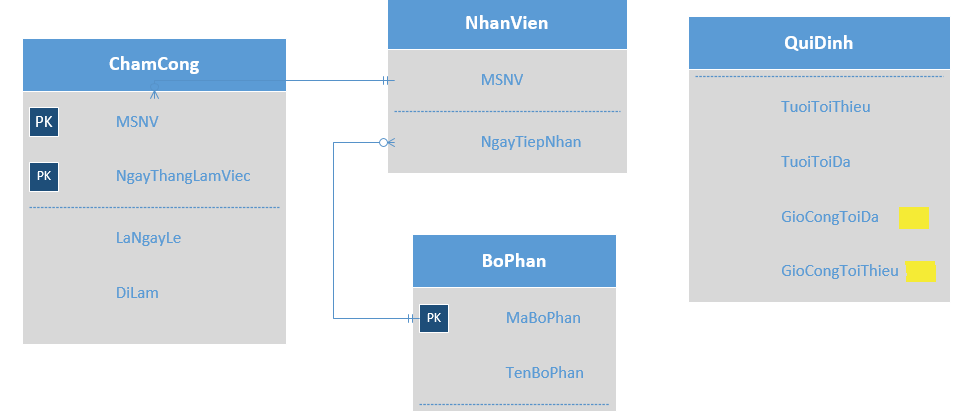 ChamCong
PK MSNV
PK NgayThangLamViec
LaNgayLe
DiLam
NhanVien
MSNV
NgayTiepNhan
BoPhan
PK MaBoPhan
TenBoPhan
QuiDinh
TuoiToiThieu
TuoiToiDa
GioCongToiDa
GioCongToiThieu